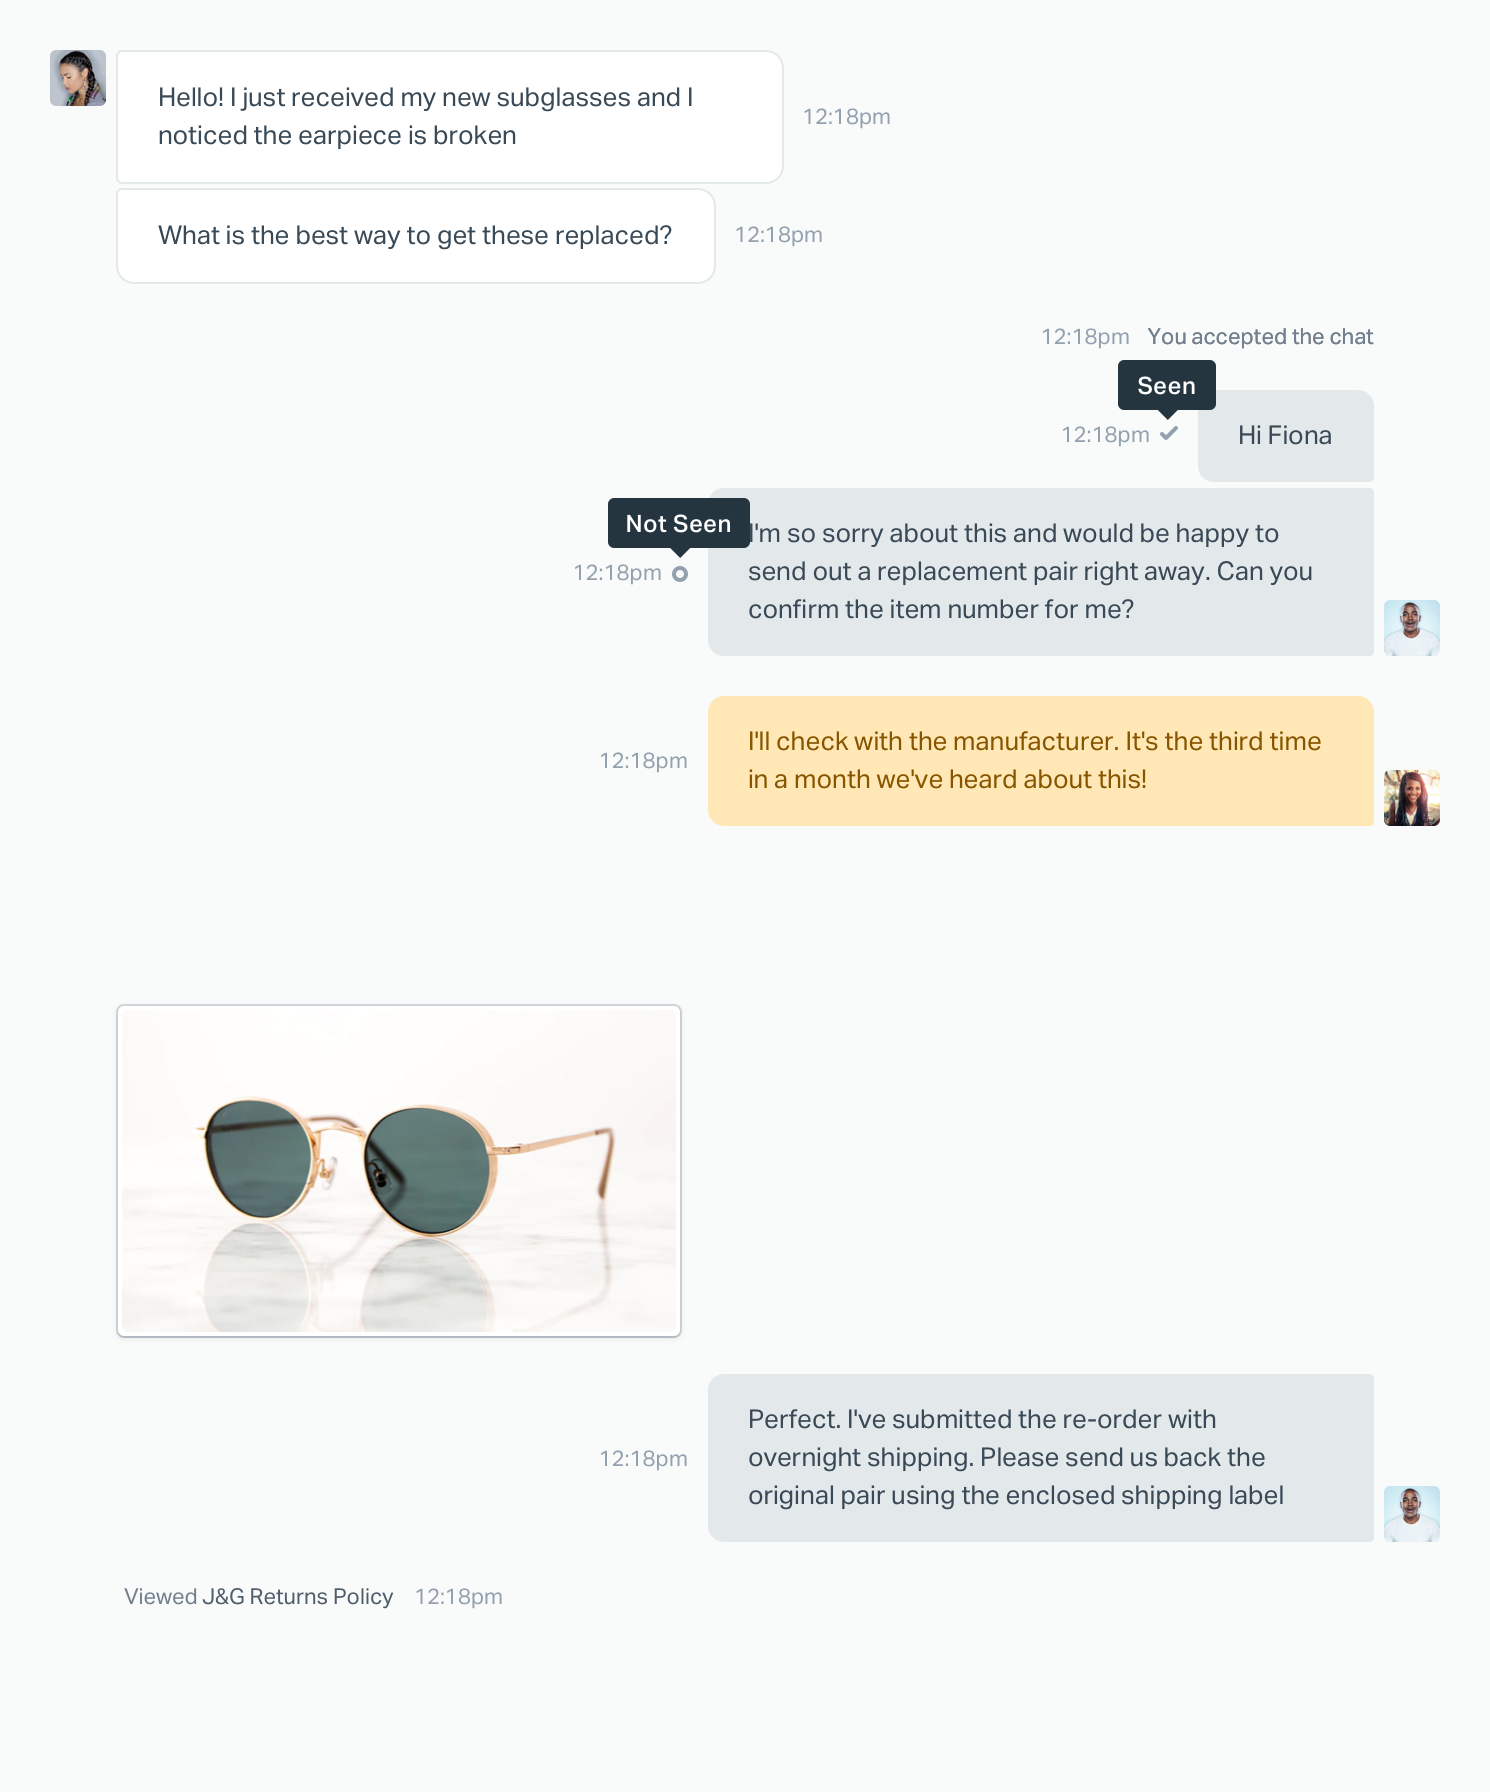 Hello! I just received my new subglasses and I
noticed the earpiece is broken
12:18pm
What is the best way to get these replaced?
12:18pm
12:18pm You accepted the chat
Seen
12:18pm
Hi Fiona
Not Seen
12:18pm
I'm so sorry about this and would be happy to
send out a replacement pair right away. Can you
confirm the item number for me?
12:18pm
I'll check with the manufacturer. It's the third time
in a month we've heard about this!
12:18pm
Perfect. I've submitted the re-order with
overnight shipping. Please send us back the
original pair using the enclosed shipping label
Viewed J&G Returns Policy 12:18pm